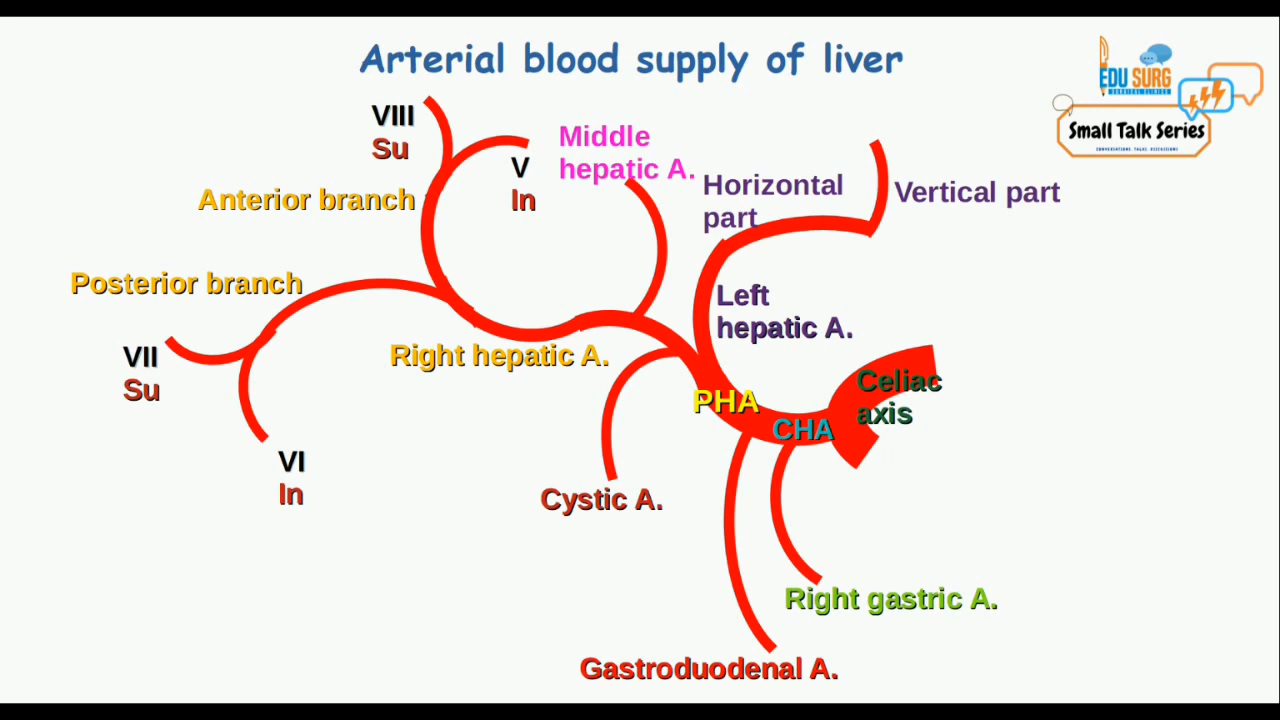 Arterial blood supply of liver
EDU SURG
SURGICAL CLINICS
Small Talk Series
CONVERSATIONS. TALKS. DISCUSSIONS
VIII
Su
V
In
Middle
hepatic A.
Horizontal
part
Vertical part
Anterior branch
Posterior branch
Left
hepatic A.
VII
Su
Right hepatic A.
PHA
CHA
Celiac
axis
VI
In
Cystic A.
Right gastric A.
Gastroduodenal A.